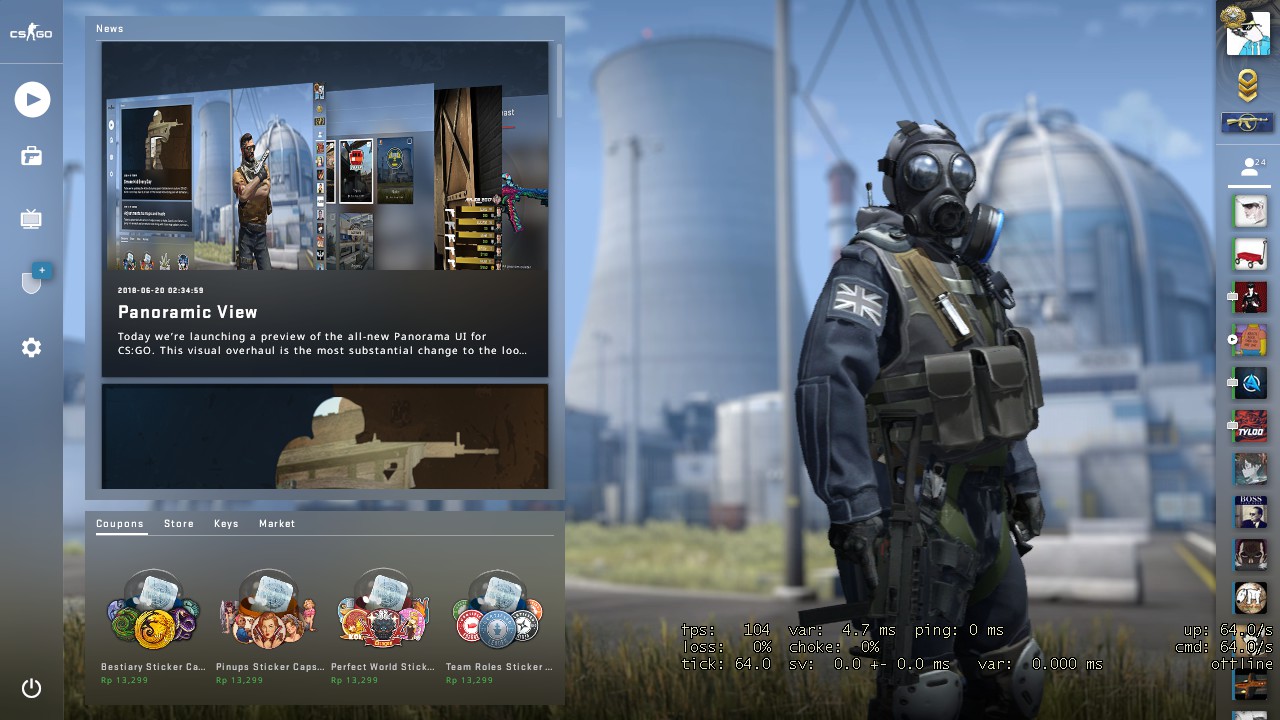 CS GO
News
2018-06-20 02:34:59
Panoramic View
Today we're launching a preview of the all-new Panorama UI for
CS:GO. This visual overhaul is the most substantial change to the loo...
Coupons Store Keys Market
Bestiary Sticker Ca... Pinups Sticker Caps... Perfect World Stick... Team Roles Sticker ...
Rp 13,299 Rp 13,299 Rp 13,299 Rp 13,299
24
+
TYLOO
BOSS
fps: 104 var: 4.7 ms ping: 0 ms up: 64.0/s
loss: 0% choke: 0% cmd: 64.0/s
tick: 64.0 sv: 0.0 +- 0.0 ms var: 0.000 ms offline